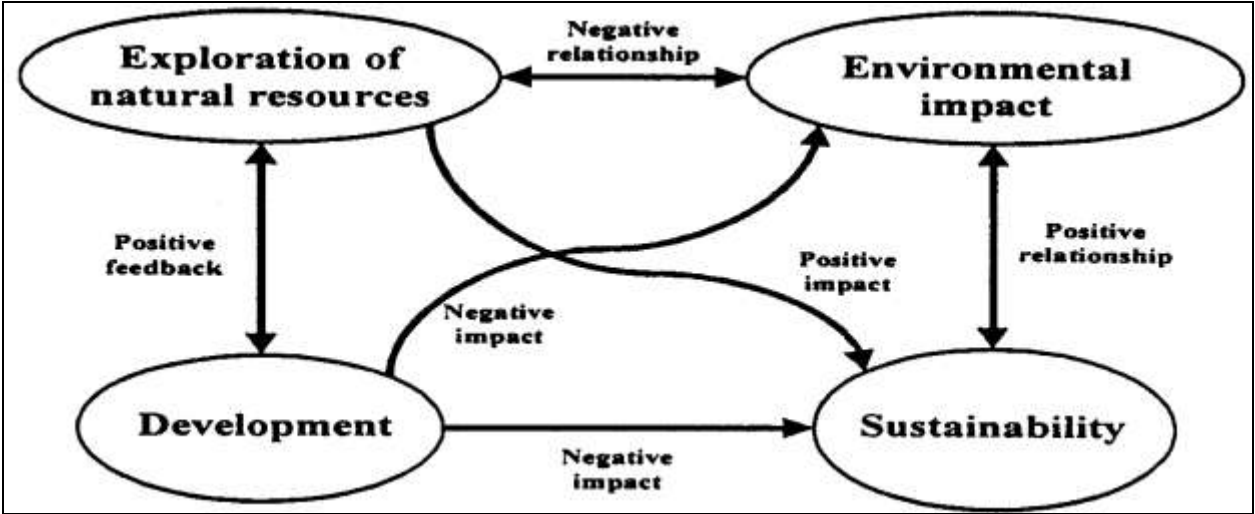 Exploration of
natural resources
Negative
relationship
Environmental
impact
Positive
feedback
Negative
impact
Positive
impact
Positive
relationship
Development
Negative
impact
Sustainability